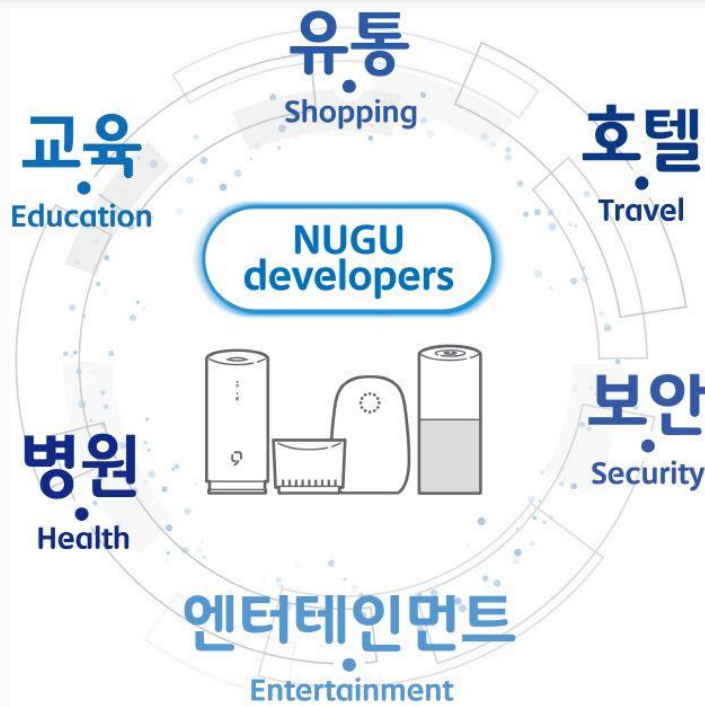 유통
Shopping
교육
Education
호텔
Travel
NUGU
developers
보안
Security
병원
Health
엔터테인먼트
Entertainment